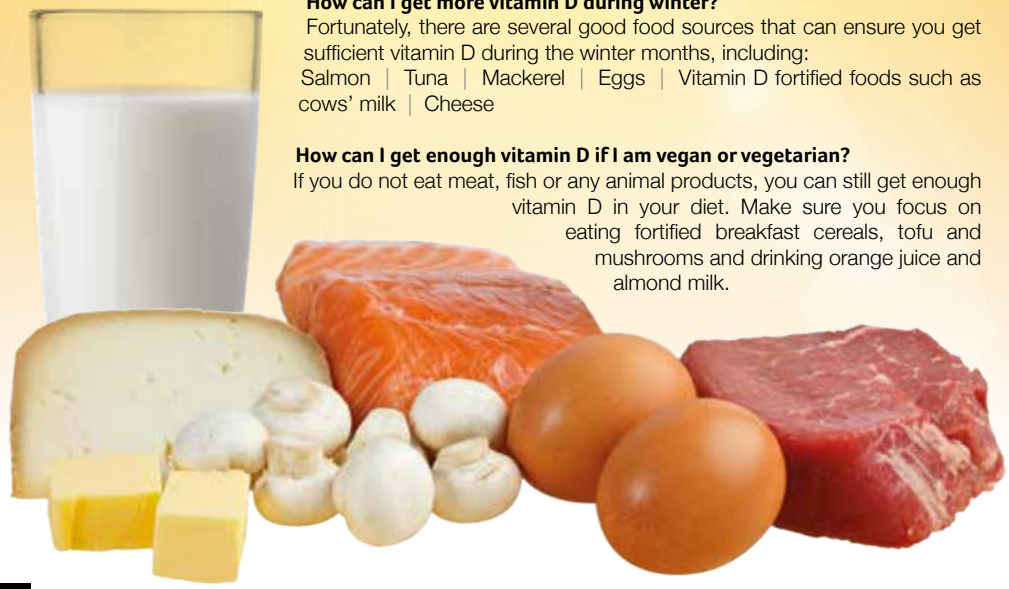 How can I get more vitamin D during winter?
Fortunately, there are several good food sources that can ensure you get
sufficient vitamin D during the winter months, including:
Salmon | Tuna | Mackerel | Eggs | Vitamin D fortified foods such as
cows' milk | Cheese
How can I get enough vitamin D if I am vegan or vegetarian?
If you do not eat meat, fish or any animal products, you can still get enough
vitamin D in your diet. Make sure you focus on
eating fortified breakfast cereals, tofu and
mushrooms and drinking orange juice and
almond milk.